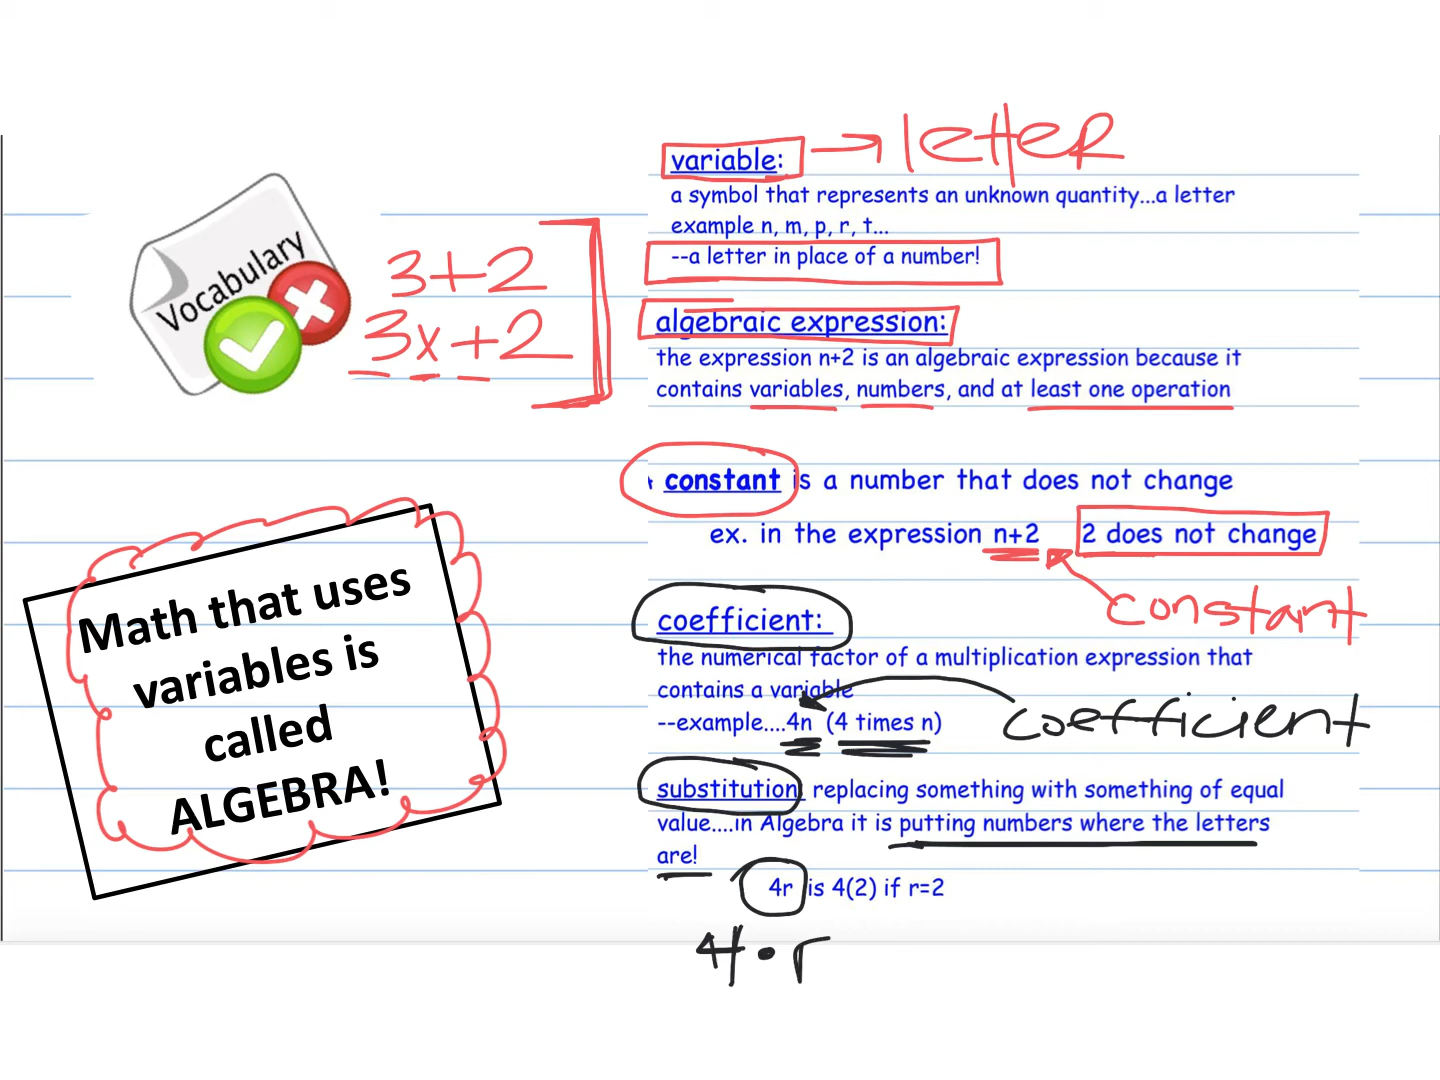 Vocabulary
3+2
3x+2
Math that uses
variables is
called
ALGEBRA!
variable: → letter
a symbol that represents an unknown quantity...a letter
example n, m, p, r, t...
--a letter in place of a number!
algebraic expression:
the expression n+2 is an algebraic expression because it
contains variables, numbers, and at least one operation
constant is a number that does not change
ex. in the expression n+2 2 does not change
constant
coefficient:
the numerical factor of a multiplication expression that
contains a variable
--example....4n (4 times n)
coefficient
substitution replacing something with something of equal
value....in Algebra it is putting numbers where the letters
are!
4r is 4(2) if r=2
4•r